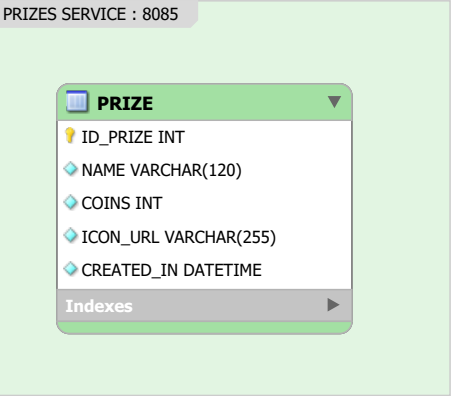 PRIZES SERVICE : 8085
PRIZE
ID_PRIZE INT
NAME VARCHAR(120)
COINS INT
ICON_URL VARCHAR(255)
CREATED_IN DATETIME
Indexes